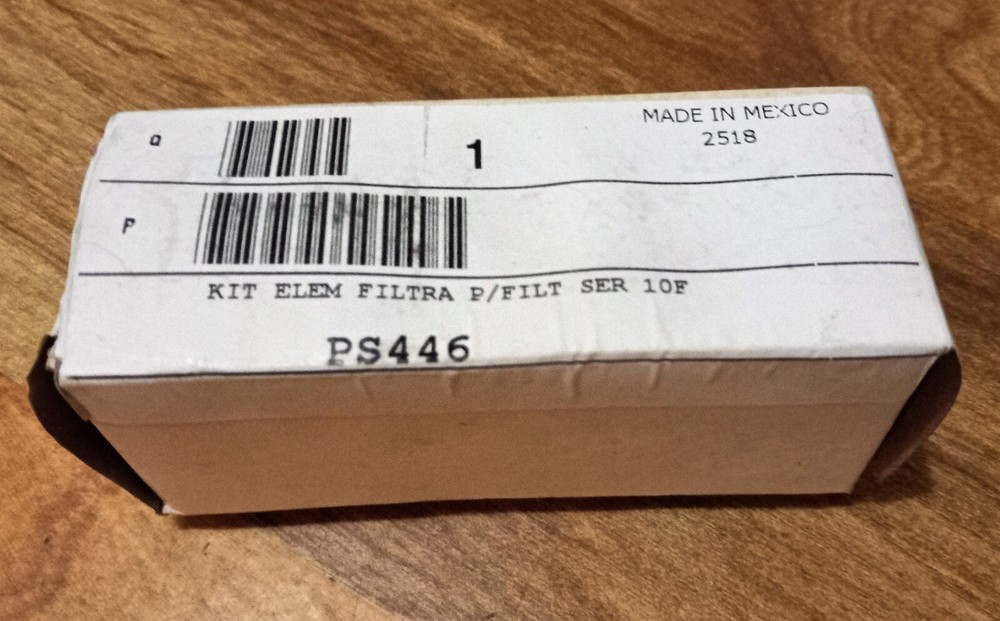 MADE IN MEXICO
2518
Q
1
P
KIT ELEM FILTRA P/FILT SER 10F
PS446